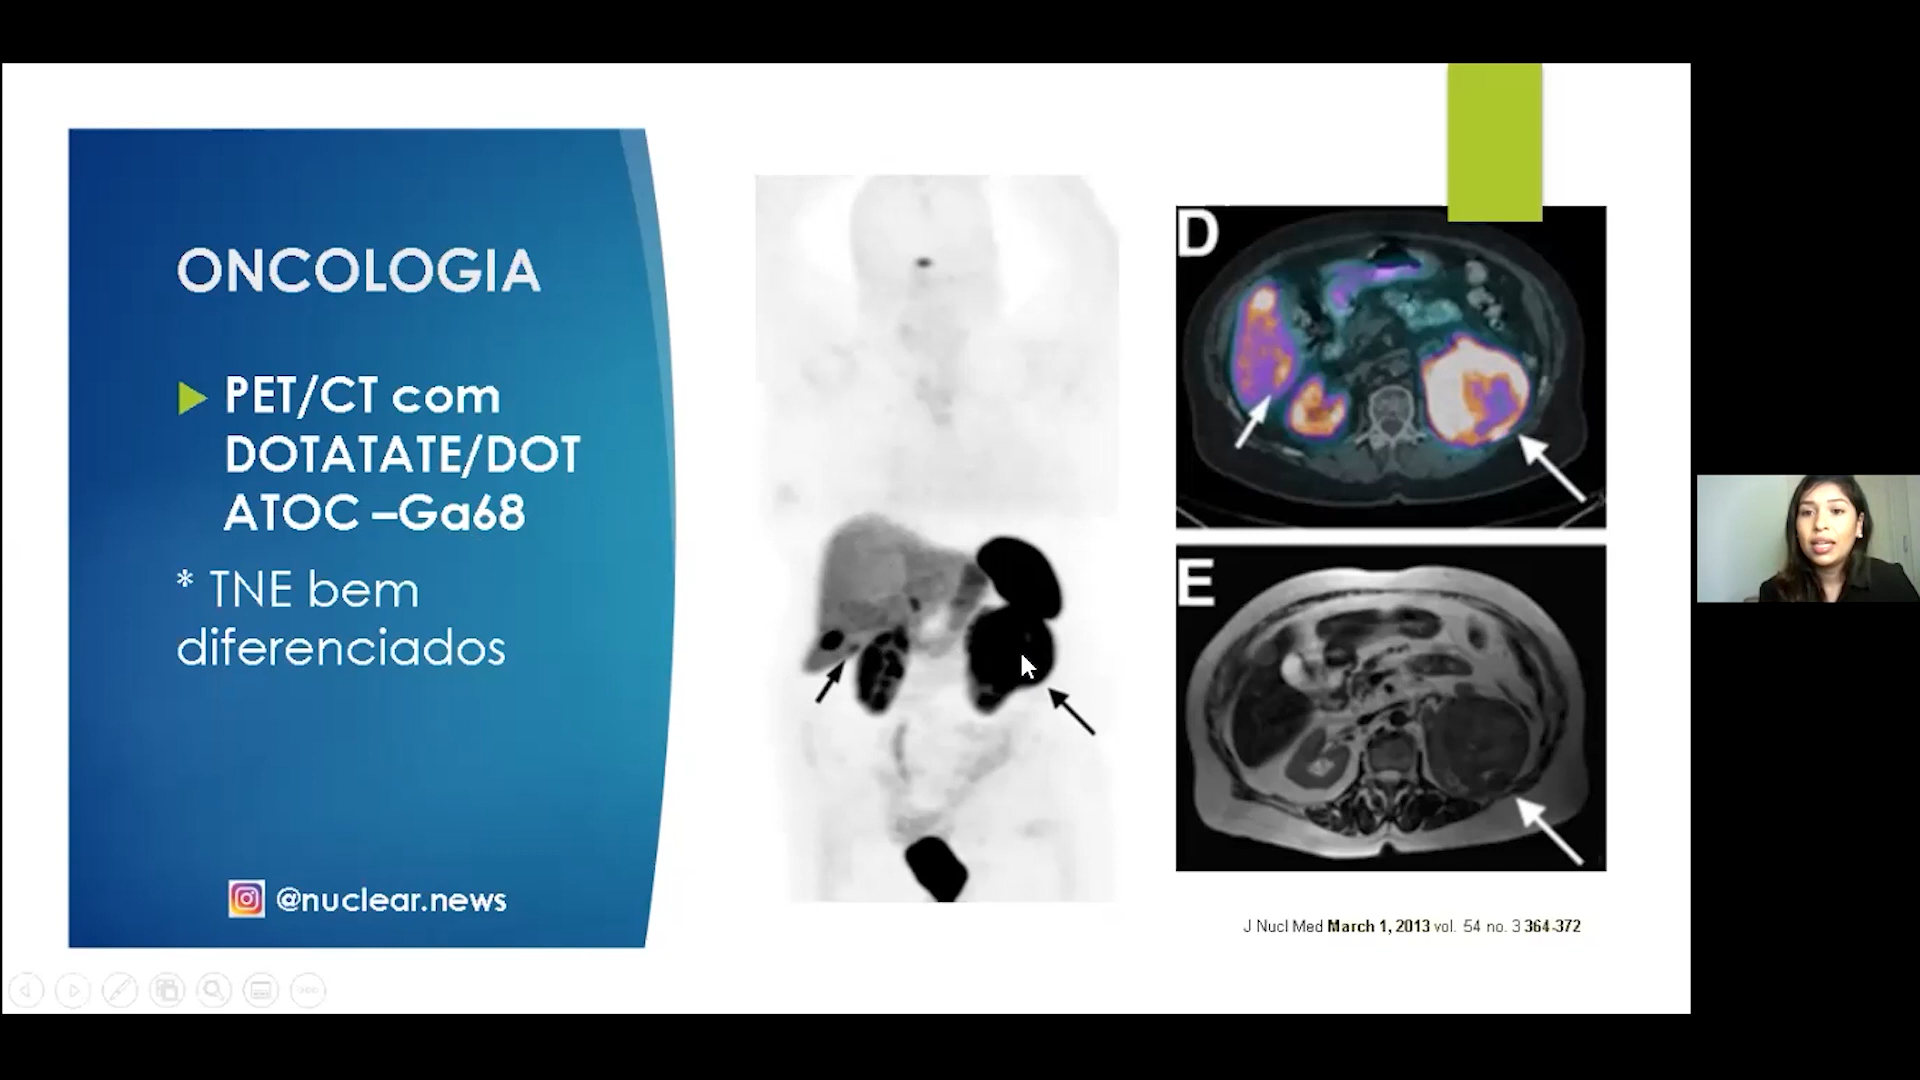 ONCOLOGIA
PET/CT com
DOTATATE/DOT
ATOC –Ga68
* TNE bem
diferenciados
@nuclear.news
D
E
J Nucl Med March 1, 2013 vol. 54 no. 3 364-372